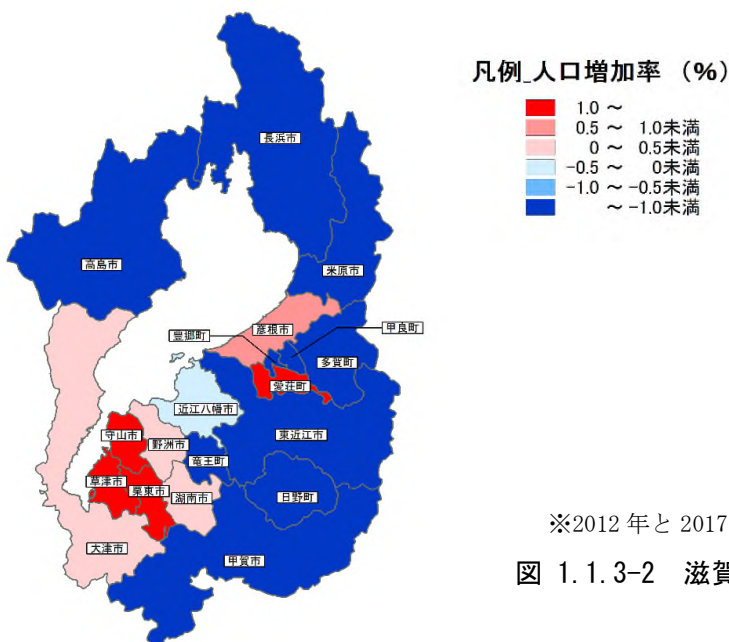 凡例_人口増加率 (%)
1.0 ~
0.5 ~ 1.0未満
0 ~ 0.5未満
-0.5 ~ 0未満
-1.0 ~ -0.5未満
~ -1.0未満
長浜市
高島市
米原市
彦根市
甲良町
豊郷町
多賀町
愛荘町
近江八幡市
守山市
野洲市
東近江市
竜王町
草津市
栗東市
湖南市
日野町
大津市
甲賀市
※2012 年と 2017
図 1.1.3-2 滋賀